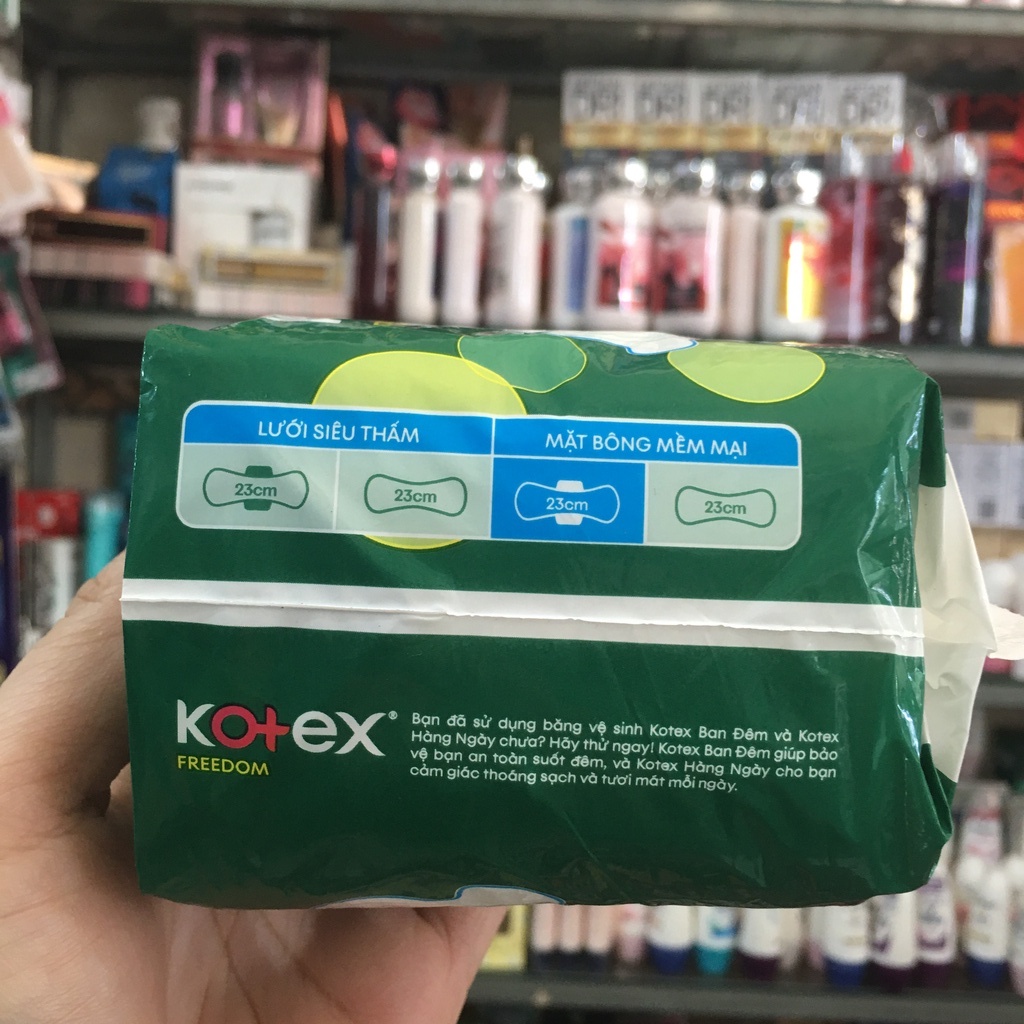 LƯỚI SIÊU THẤM
MẶT BÔNG MỀM MẠI
23cm
23cm
23cm
23cm
Kotex®
FREEDOM
Bạn đã sử dụng băng vệ sinh Kotex Ban Đêm và Kotex
Hàng Ngày chưa? Hãy thử ngay! Kotex Ban Đêm giúp bảo
vệ bạn an toàn suốt đêm, và Kotex Hàng Ngày cho bạn
cảm giác thoáng sạch và tươi mát mỗi ngày.